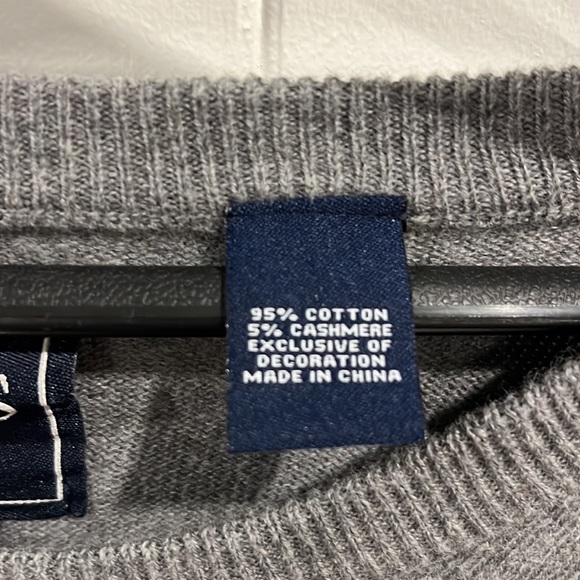 95% COTTON
5% CASHMERE
EXCLUSIVE OF
DECORATION
MADE IN CHINA